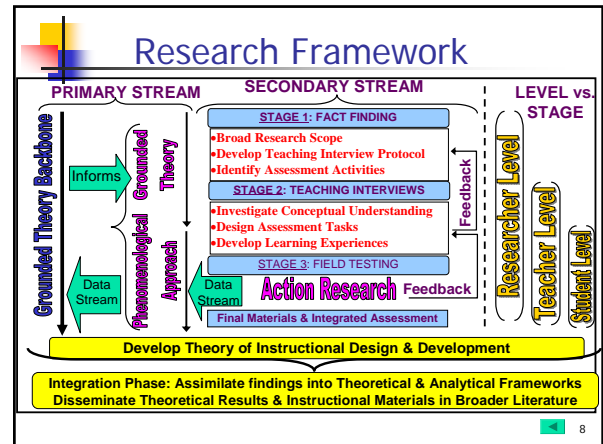 Research Framework
PRIMARY STREAM
SECONDARY STREAM
LEVEL vs.
STAGE
Grounded Theory Backbone
Informs
Grounded
Theory
Phenomenological
Approach
Data
Stream
Data
Stream
STAGE 1: FACT FINDING
•Broad Research Scope
•Develop Teaching Interview Protocol
•Identify Assessment Activities
STAGE 2: TEACHING INTERVIEWS
•Investigate Conceptual Understanding
•Design Assessment Tasks
•Develop Learning Experiences
STAGE 3: FIELD TESTING
Action Research
Feedback
Feedback
Final Materials & Integrated Assessment
Researcher Level
Teacher Level
Student Level
Develop Theory of Instructional Design & Development
Integration Phase: Assimilate findings into Theoretical & Analytical Frameworks
Disseminate Theoretical Results & Instructional Materials in Broader Literature
8